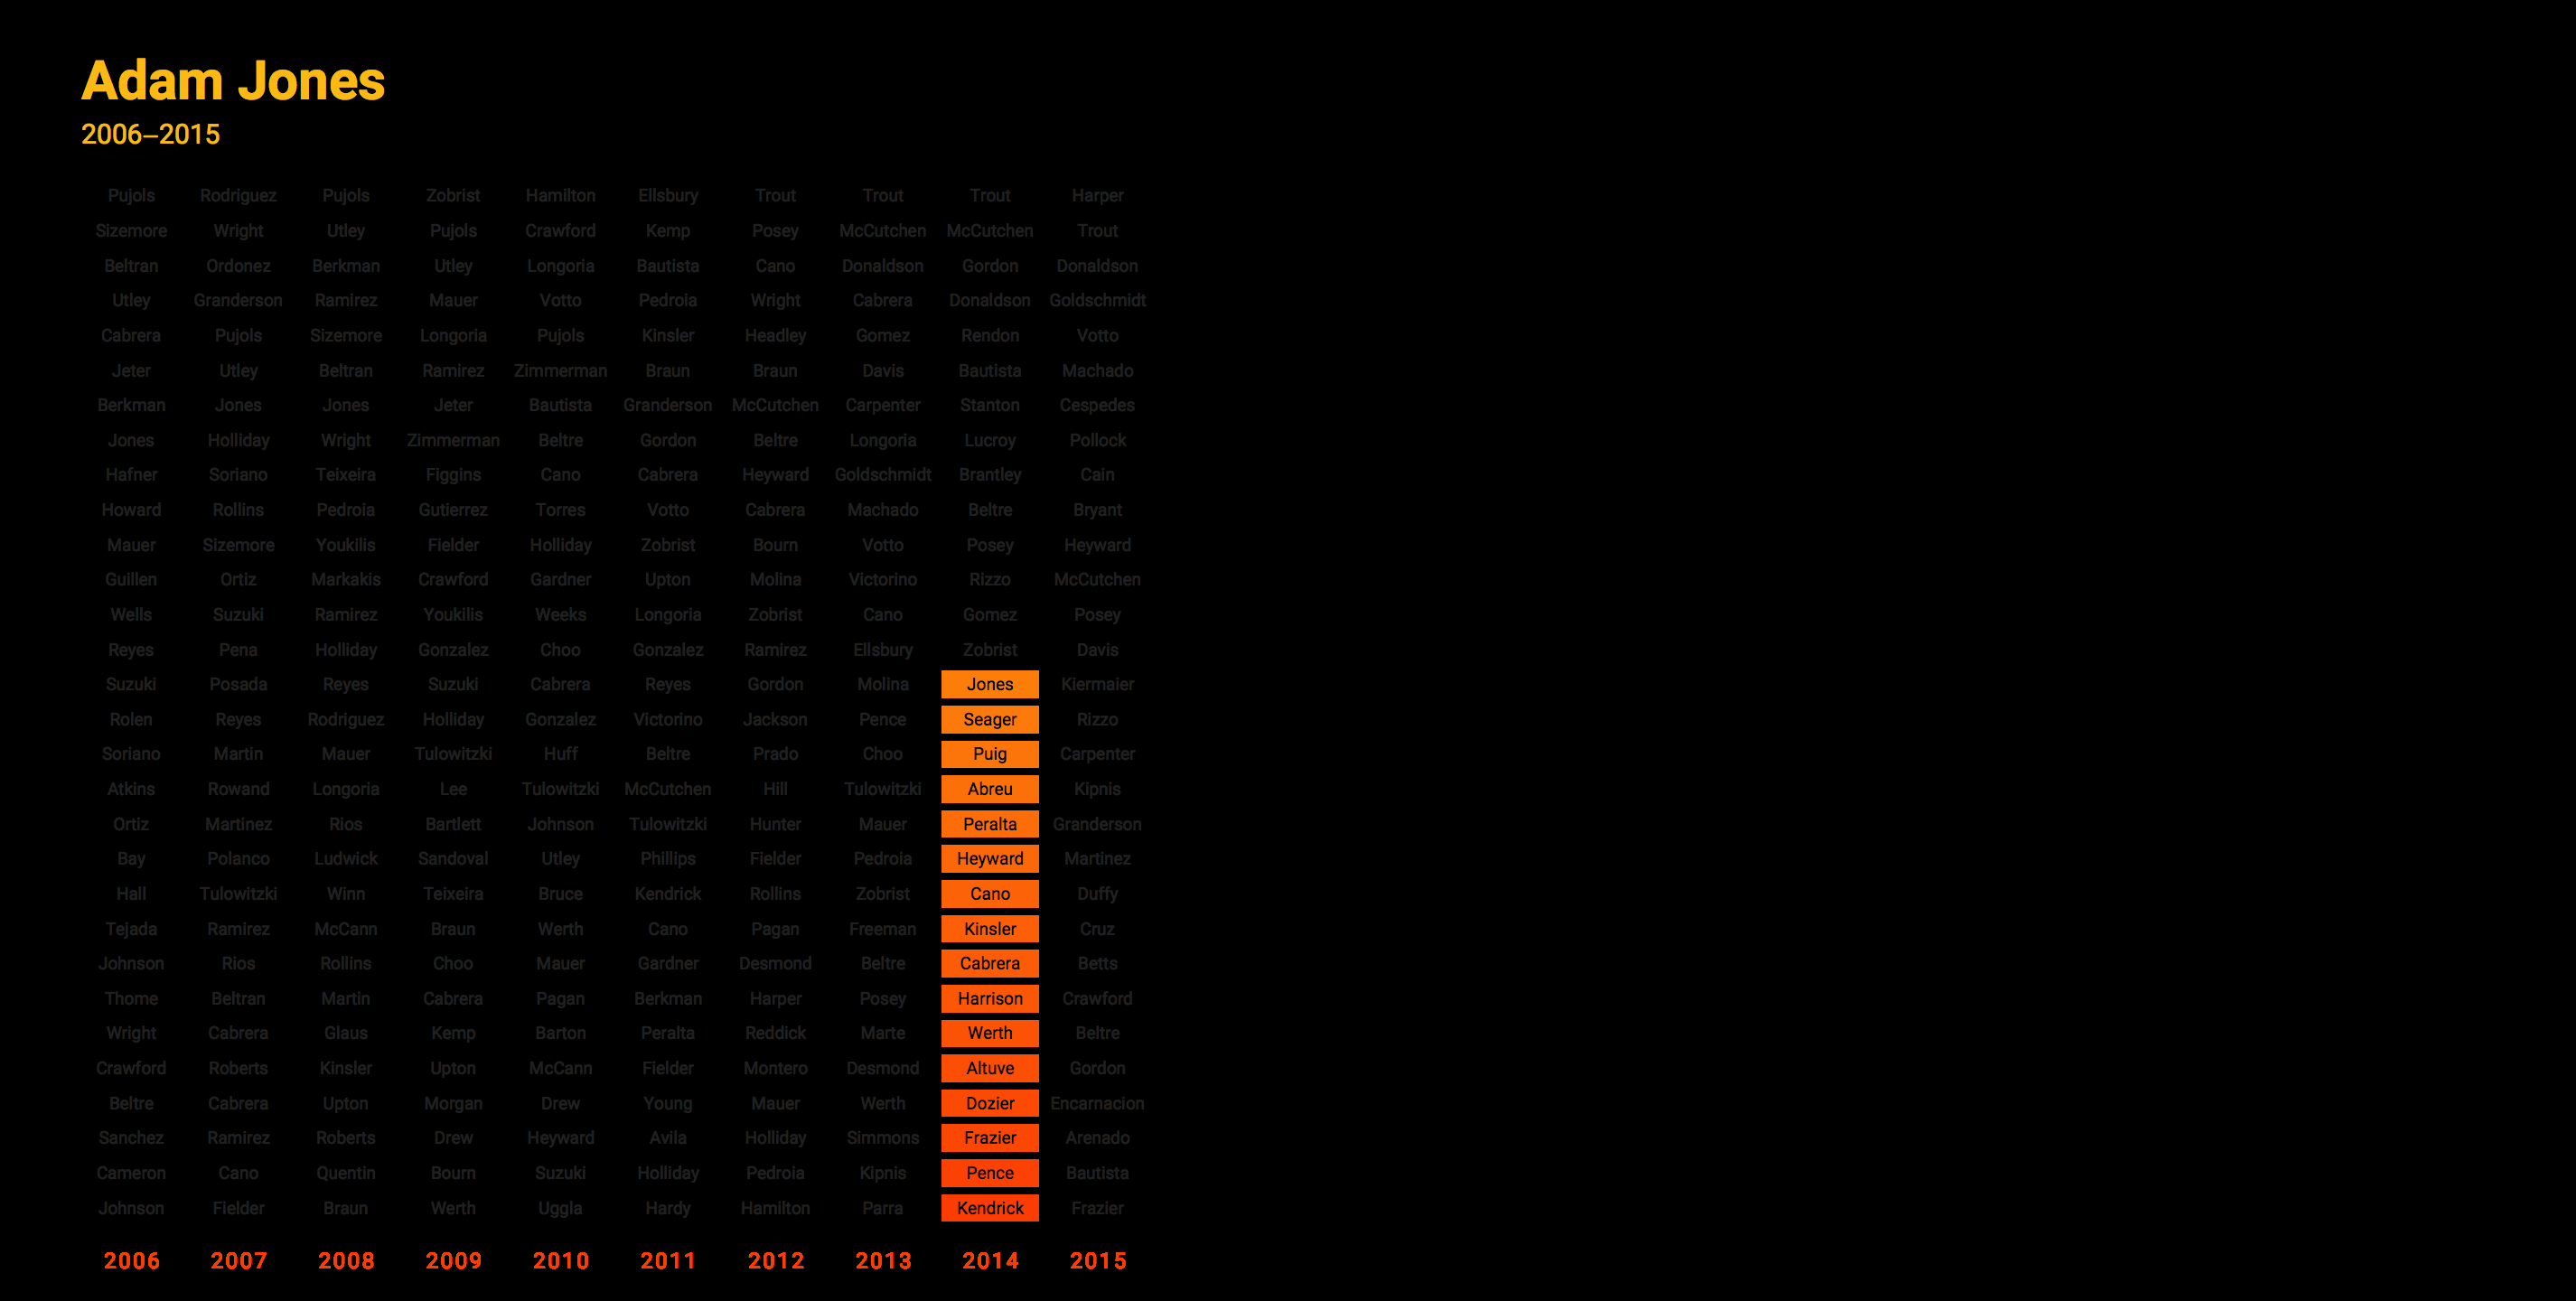 Adam Jones
2006–2015
Pujols Rodriguez Pujols Zobrist Hamilton Ellsbury Trout Trout Trout Harper
Sizemore Wright Utley Pujols Crawford Kemp Posey McCutchen McCutchen Trout
Beltran Ordonez Berkman Utley Longoria Bautista Cano Donaldson Gordon Donaldson
Utley Granderson Ramirez Mauer Votto Pedroia Wright Cabrera Donaldson Goldschmidt
Cabrera Pujols Sizemore Longoria Pujols Kinsler Headley Gomez Rendon Votto
Jeter Utley Beltran Ramirez Zimmerman Braun Braun Davis Bautista Machado
Berkman Jones Jones Jeter Bautista Granderson McCutchen Carpenter Stanton Cespedes
Jones Holliday Wright Zimmerman Beltre Gordon Beltre Longoria Lucroy Pollock
Hafner Soriano Teixeira Figgins Cano Cabrera Heyward Goldschmidt Brantley Cain
Howard Rollins Pedroia Gutierrez Torres Votto Cabrera Machado Beltre Bryant
Mauer Sizemore Youkilis Fielder Holliday Zobrist Bourn Votto Posey Heyward
Guillen Ortiz Markakis Crawford Gardner Upton Molina Victorino Rizzo McCutchen
Wells Suzuki Ramirez Youkilis Weeks Longoria Zobrist Cano Gomez Posey
Reyes Pena Holliday Gonzalez Choo Gonzalez Ramirez Ellsbury Zobrist Davis
Suzuki Posada Reyes Suzuki Cabrera Reyes Gordon Molina Jones Kiermaier
Rolen Reyes Rodriguez Holliday Gonzalez Victorino Jackson Pence Seager Rizzo
Soriano Martin Mauer Tulowitzki Huff Beltre Prado Choo Puig Carpenter
Atkins Rowand Longoria Lee Tulowitzki McCutchen Hill Tulowitzki Abreu Kipnis
Ortiz Martinez Rios Bartlett Johnson Tulowitzki Hunter Mauer Peralta Granderson
Bay Polanco Ludwick Sandoval Utley Phillips Fielder Pedroia Heyward Martinez
Hall Tulowitzki Winn Teixeira Bruce Kendrick Rollins Zobrist Cano Duffy
Tejada Ramirez McCann Braun Werth Cano Pagan Freeman Kinsler Cruz
Johnson Rios Rollins Choo Mauer Gardner Desmond Beltre Cabrera Betts
Thome Beltran Martin Cabrera Pagan Berkman Harper Posey Harrison Crawford
Wright Cabrera Glaus Kemp Barton Peralta Reddick Marte Werth Beltre
Crawford Roberts Kinsler Upton McCann Fielder Montero Desmond Altuve Gordon
Beltre Cabrera Upton Morgan Drew Young Mauer Werth Dozier Encarnacion
Sanchez Ramirez Roberts Drew Heyward Avila Holliday Simmons Frazier Arenado
Cameron Cano Quentin Bourn Suzuki Holliday Pedroia Kipnis Pence Bautista
Johnson Fielder Braun Werth Uggla Hardy Hamilton Parra Kendrick Frazier
2006 2007 2008 2009 2010 2011 2012 2013 2014 2015